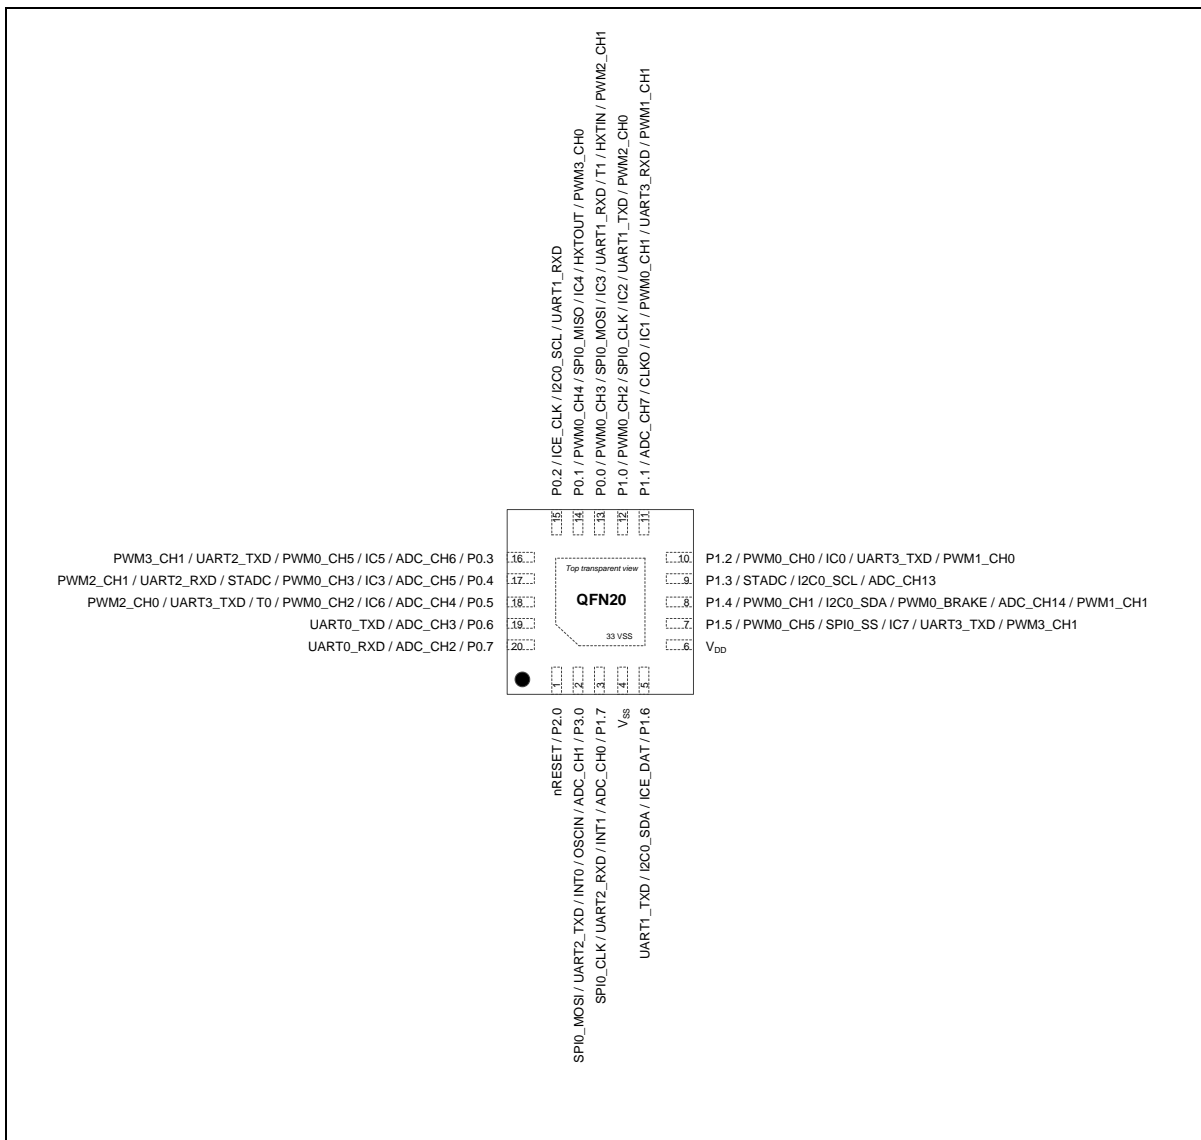 P0.2 / ICE_CLK / I2C0_SCL / UART1_RXD
P0.1 / PWM0_CH4 / SPI0_MISO / IC4 / HXTOUT / PWM3_CH0
P0.0 / PWM0_CH3 / SPI0_MOSI / IC3 / UART1_RXD / T1 / HXTIN / PWM2_CH1
P1.0 / PWM0_CH2 / SPI0_CLK / IC2 / UART1_TXD / PWM2_CH0
P1.1 / ADC_CH7 / CLKO / IC1 / PWM0_CH1 / UART3_RXD / PWM1_CH1
15
14
13
12
11
PWM3_CH1 / UART2_TXD / PWM0_CH5 / IC5 / ADC_CH6 / P0.3
16
PWM2_CH1 / UART2_RXD / STADC / PWM0_CH3 / IC3 / ADC_CH5 / P0.4
17
PWM2_CH0 / UART3_TXD / T0 / PWM0_CH2 / IC6 / ADC_CH4 / P0.5
18
UART0_TXD / ADC_CH3 / P0.6
19
UART0_RXD / ADC_CH2 / P0.7
20
Top transparent view
QFN20
33 VSS
10
P1.2 / PWM0_CH0 / IC0 / UART3_TXD / PWM1_CH0
9
P1.3 / STADC / I2C0_SCL / ADC_CH13
8
P1.4 / PWM0_CH1 / I2C0_SDA / PWM0_BRAKE / ADC_CH14 / PWM1_CH1
7
P1.5 / PWM0_CH5 / SPI0_SS / IC7 / UART3_TXD / PWM3_CH1
6
VDD
1
2
3
4
5
nRESET / P2.0
SPI0_MOSI / UART2_TXD / INT0 / OSCIN / ADC_CH1 / P3.0
SPI0_CLK / UART2_RXD / INT1 / ADC_CH0 / P1.7
VSS
UART1_TXD / I2C0_SDA / ICE_DAT / P1.6